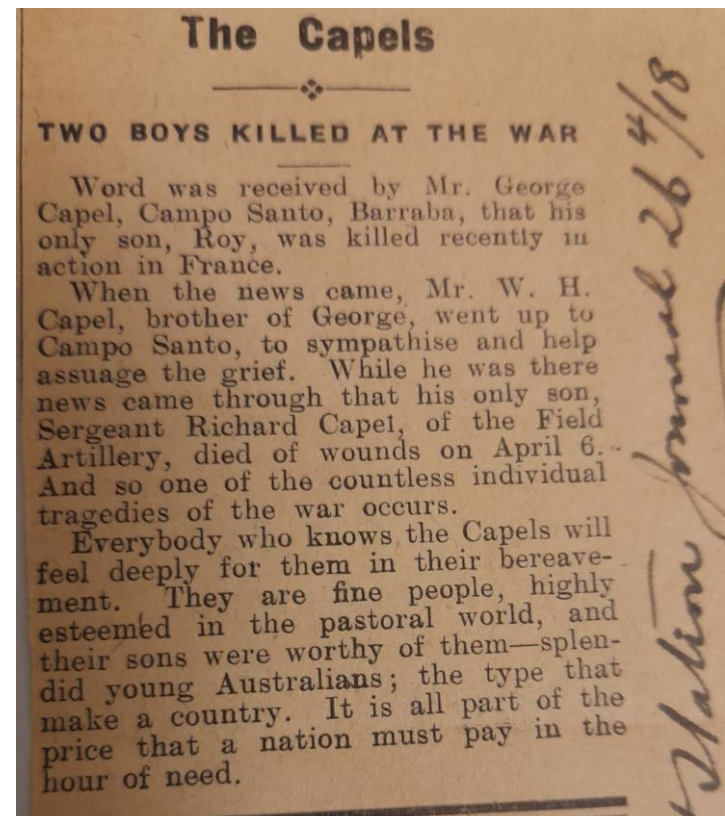 The Capels
TWO BOYS KILLED AT THE WAR
Word was received by Mr. George
Capel, Campo Santo, Barraba, that his
only son, Roy, was killed recently in
action in France.
When the news came, Mr. W. H.
Capel, brother of George, went up to
Campo Santo, to sympathise and help
assuage the grief. While he was there
news came through that his only son,
Sergeant Richard Capel, of the Field
Artillery, died of wounds on April 6.
And so one of the countless individual
tragedies of the war occurs.
Everybody who knows the Capels will
feel deeply for them in their bereave-
ment. They are fine people, highly
esteemed in the pastoral world, and
their sons were worthy of them—splen-
did young Australians; the type that
make a country. It is all part of the
price that a nation must pay in the
hour of need.
Station Journal 26 4/18